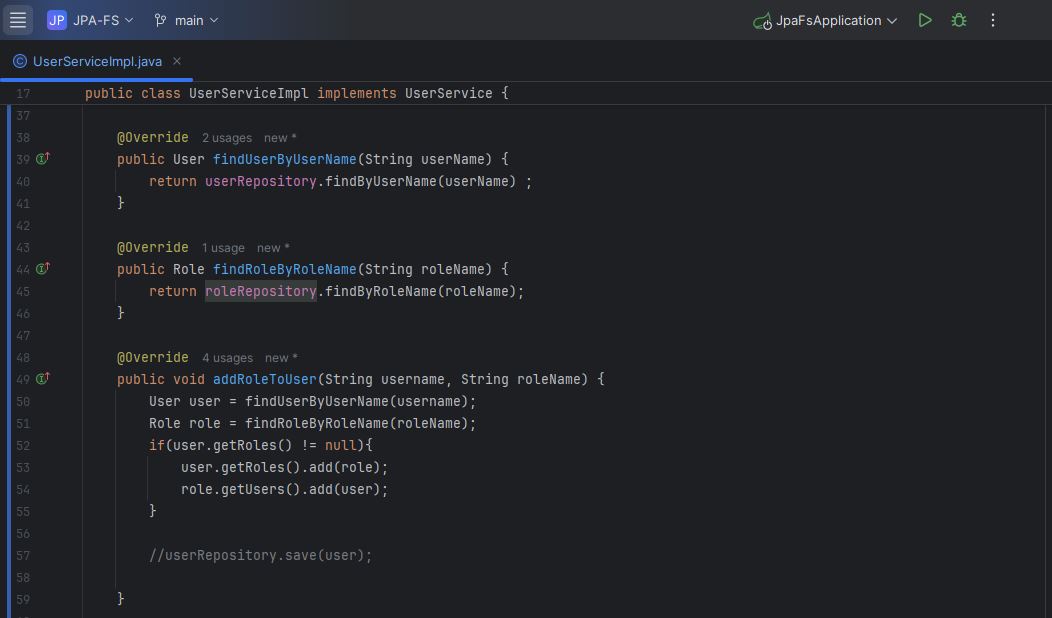 JP JPA-FS main JpaFsApplication
UserServiceImpl.java
17 public class UserServiceImpl implements UserService {
37
38 @Override 2 usages new *
39 public User findUserByUserName(String userName) {
40 return userRepository.findByUserName(userName) ;
41 }
42
43 @Override 1 usage new *
44 public Role findRoleByRoleName(String roleName) {
45 return roleRepository.findByRoleName(roleName);
46 }
47
48 @Override 4 usages new *
49 public void addRoleToUser(String username, String roleName) {
50 User user = findUserByUserName(username);
51 Role role = findRoleByRoleName(roleName);
52 if(user.getRoles() != null){
53 user.getRoles().add(role);
54 role.getUsers().add(user);
55 }
56
57 //userRepository.save(user);
58
59 }